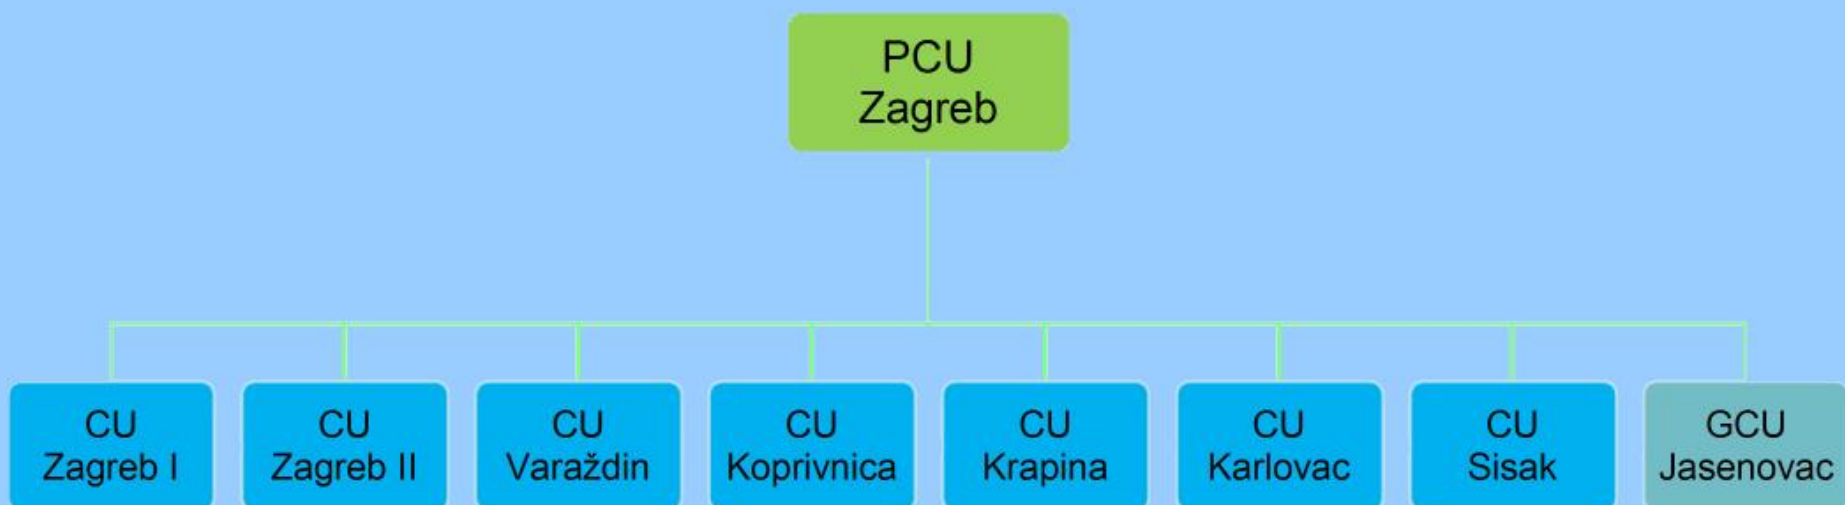 PCU
Zagreb
CU
Zagreb I
CU
Zagreb II
CU
Varaždin
CU
Koprivnica
CU
Krapina
CU
Karlovac
CU
Sisak
GCU
Jasenovac